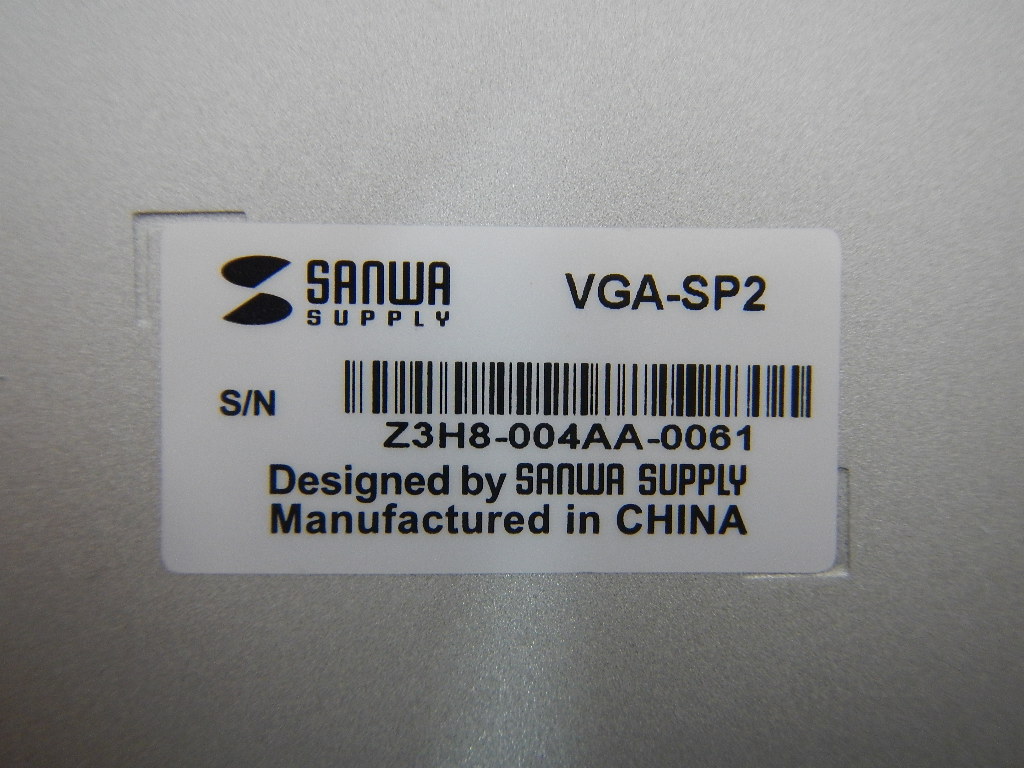 SANWA SUPPLY
VGA-SP2
S/N
Z3H8-004AA-0061
Designed by SANWA SUPPLY
Manufactured in CHINA